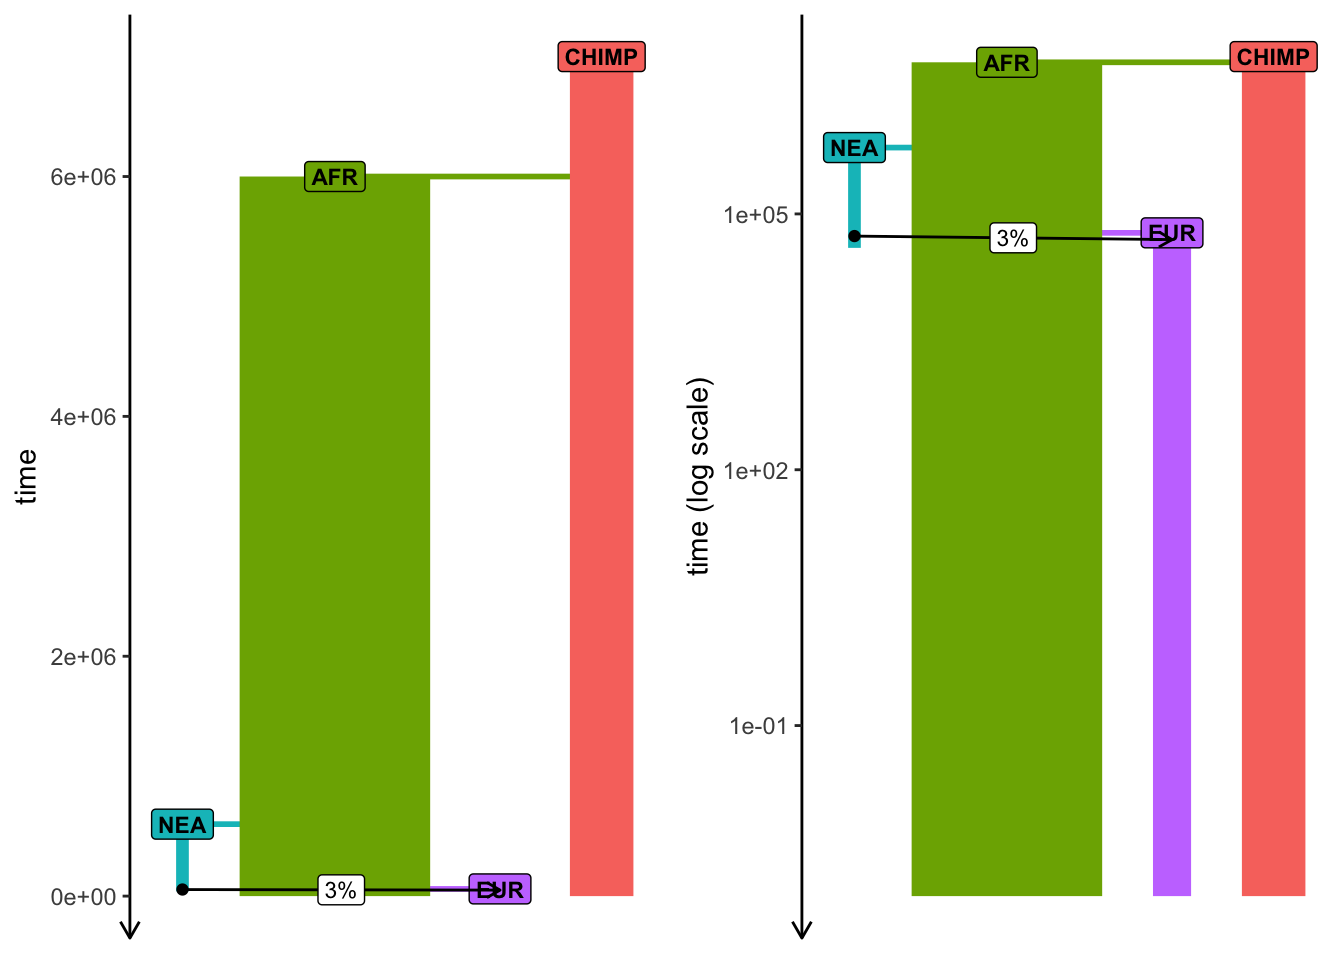 CHIMP
AFR
6e+06
4e+06
time
2e+06
NEA
3%
EUR
0e+00
AFR
CHIMP
NEA
1e+05
3%
EUR
time (log scale)
1e+02
1e-01